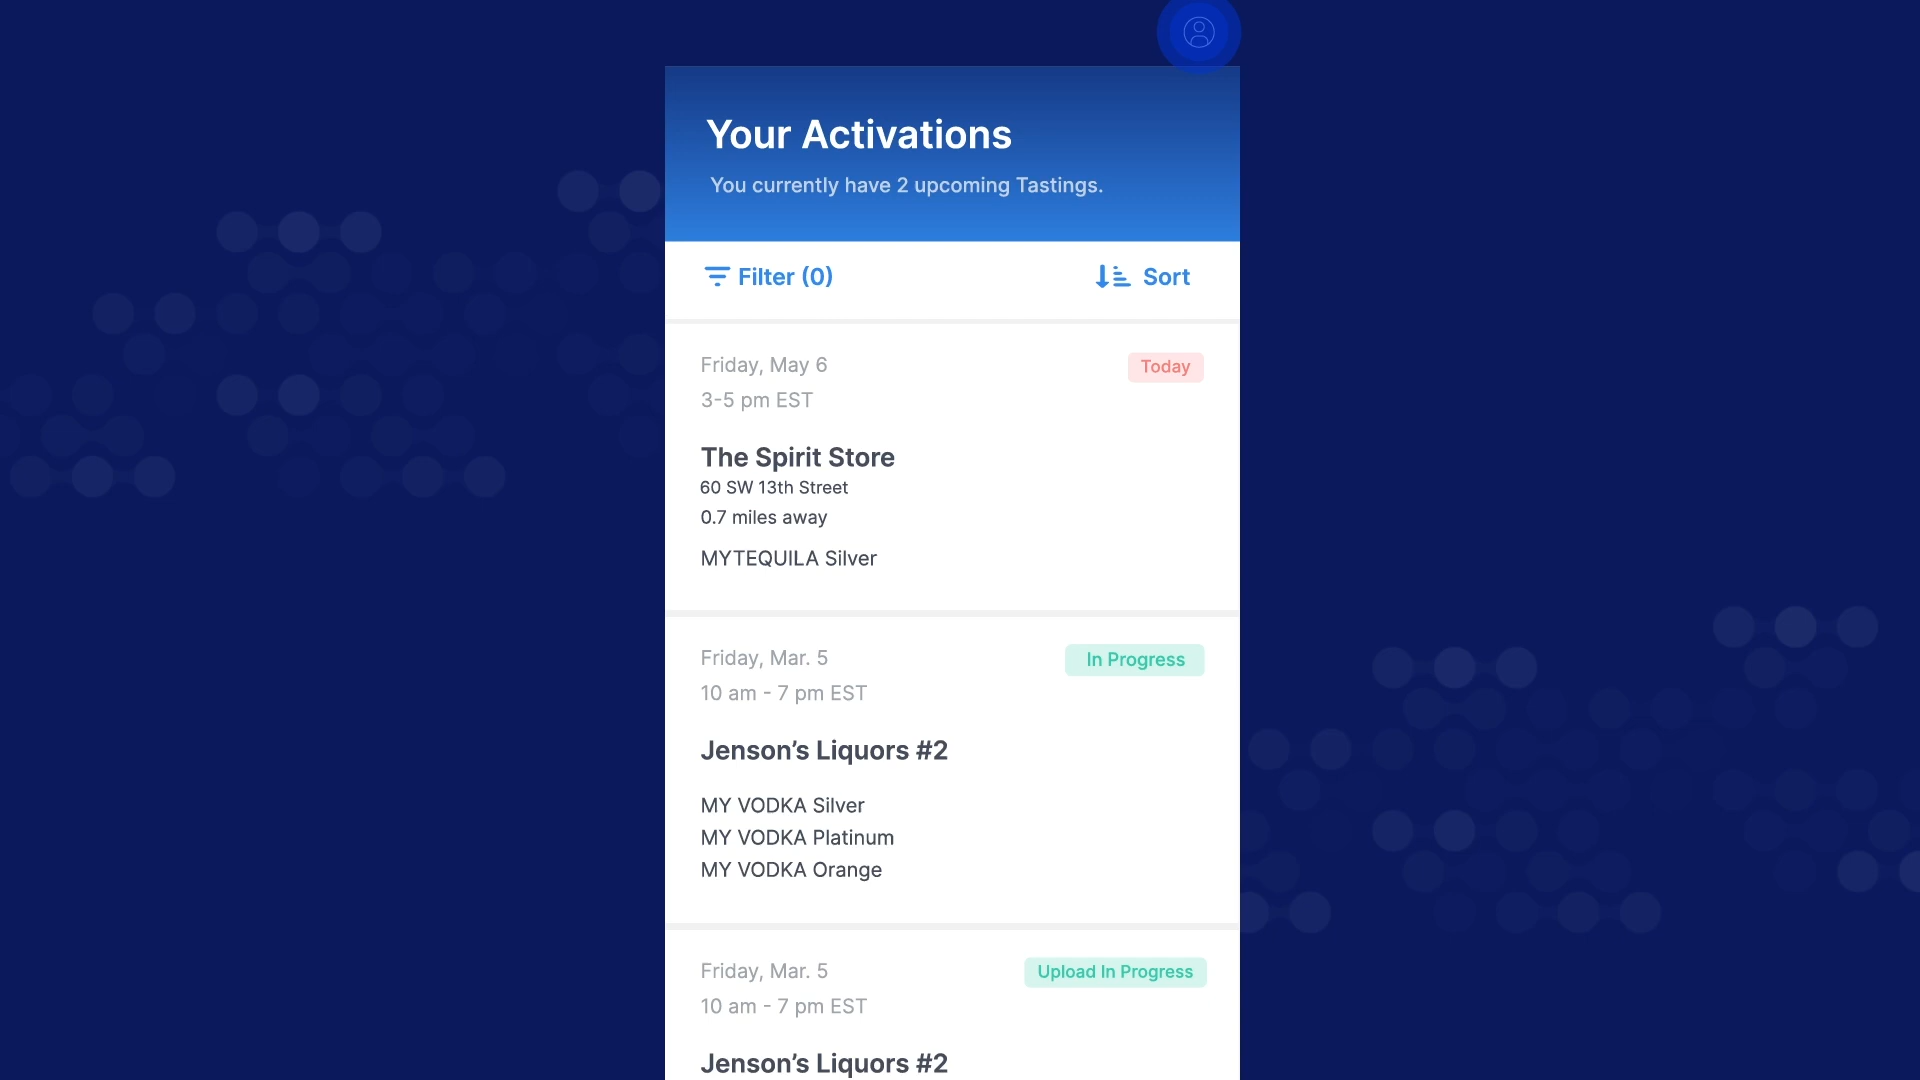 Your Activations
You currently have 2 upcoming Tastings.
Filter (0)
Sort
Friday, May 6
Today
3-5 pm EST
The Spirit Store
60 SW 13th Street
0.7 miles away
MYTEQUILA Silver
Friday, Mar. 5
In Progress
10 am - 7 pm EST
Jenson’s Liquors #2
MY VODKA Silver
MY VODKA Platinum
MY VODKA Orange
Friday, Mar. 5
Upload In Progress
10 am - 7 pm EST
Jenson’s Liquors #2